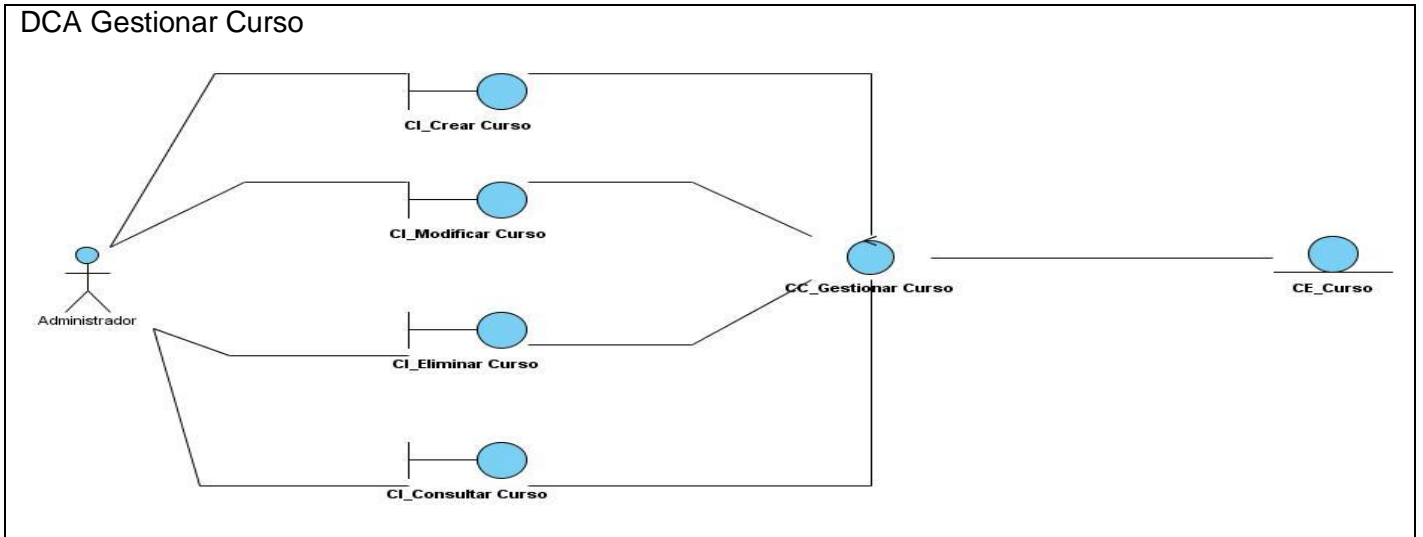 DCA Gestionar Curso
CI_Crear Curso
CI_Modificar Curso
Administrador
CC_Gestionar Curso
CE_Curso
CI_Eliminar Curso
CI_Consultar Curso